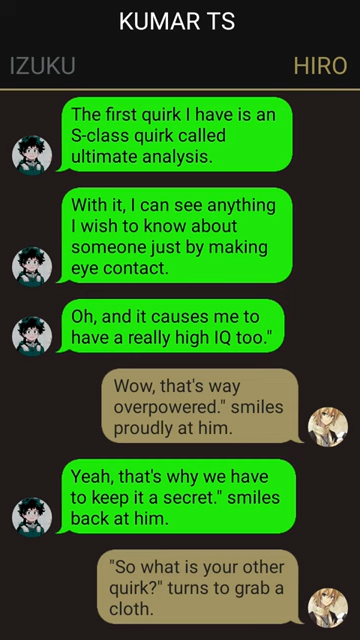 KUMAR TS
IZUKU
HIRO
The first quirk I have is an
S-class quirk called
ultimate analysis.
With it, I can see anything
I wish to know about
someone just by making
eye contact.
Oh, and it causes me to
have a really high IQ too."
Wow, that's way
overpowered." smiles
proudly at him.
Yeah, that's why we have
to keep it a secret." smiles
back at him.
"So what is your other
quirk?" turns to grab a
cloth.